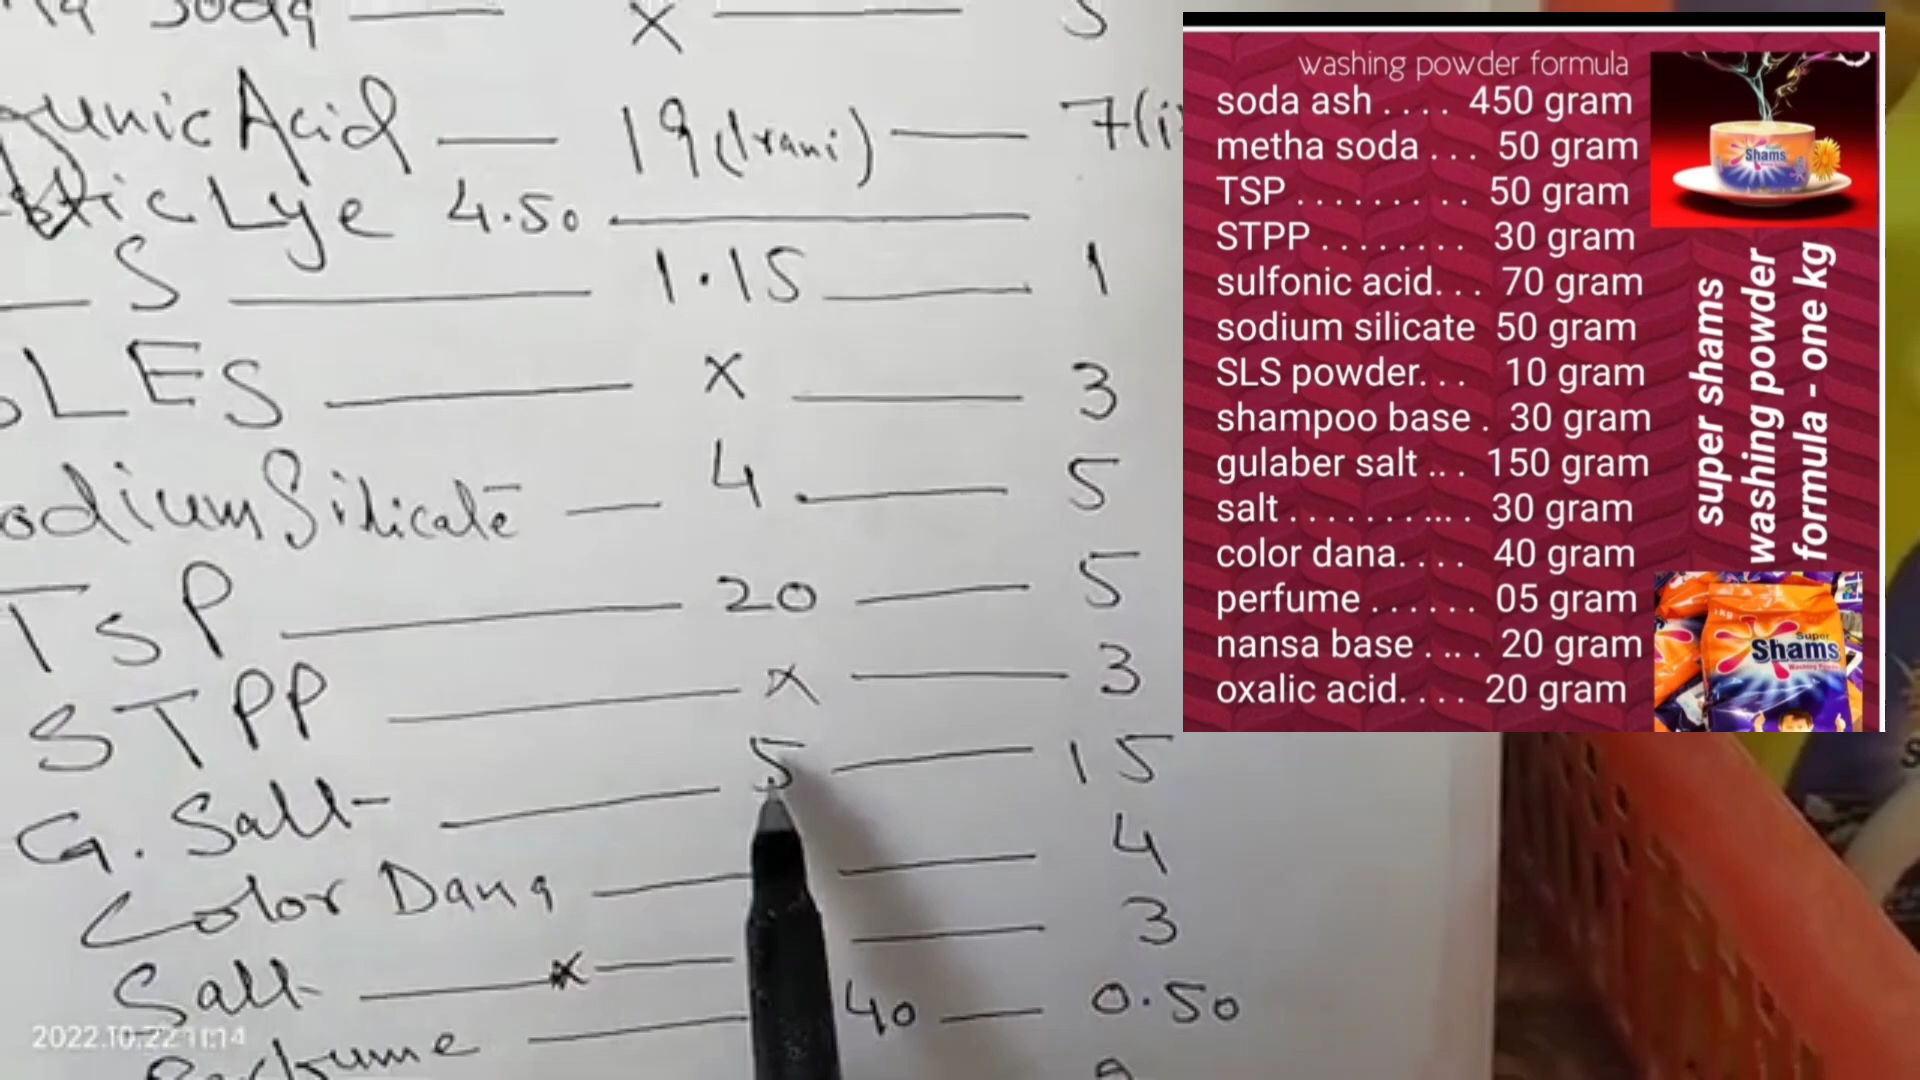 Soda — x — 5
Acid — 19 (Irani) — 7(i
Lye 4.50
S — 1.15 — 1
LES — x — 3
odium Silicate — 4 — 5
TSP — 20 — 5
STPP — x — 3
G. Salt — 5 — 15
Color Dana — 4
Salt — x — 3
40 — 0.50
2022.10.22 11:14
washing powder formula
soda ash . . . . 450 gram
metha soda . . . 50 gram
TSP . . . . . . . . . . 50 gram
STPP . . . . . . . . 30 gram
sulfonic acid. . . 70 gram
sodium silicate 50 gram
SLS powder. . . 10 gram
shampoo base . 30 gram
gulaber salt .. . 150 gram
salt . . . . . . . . ... . 30 gram
color dana. . . . 40 gram
perfume . . . . . . 05 gram
nansa base . .. . 20 gram
oxalic acid. . . . 20 gram
super shams
washing powder
formula - one kg
Shams
Super
Shams